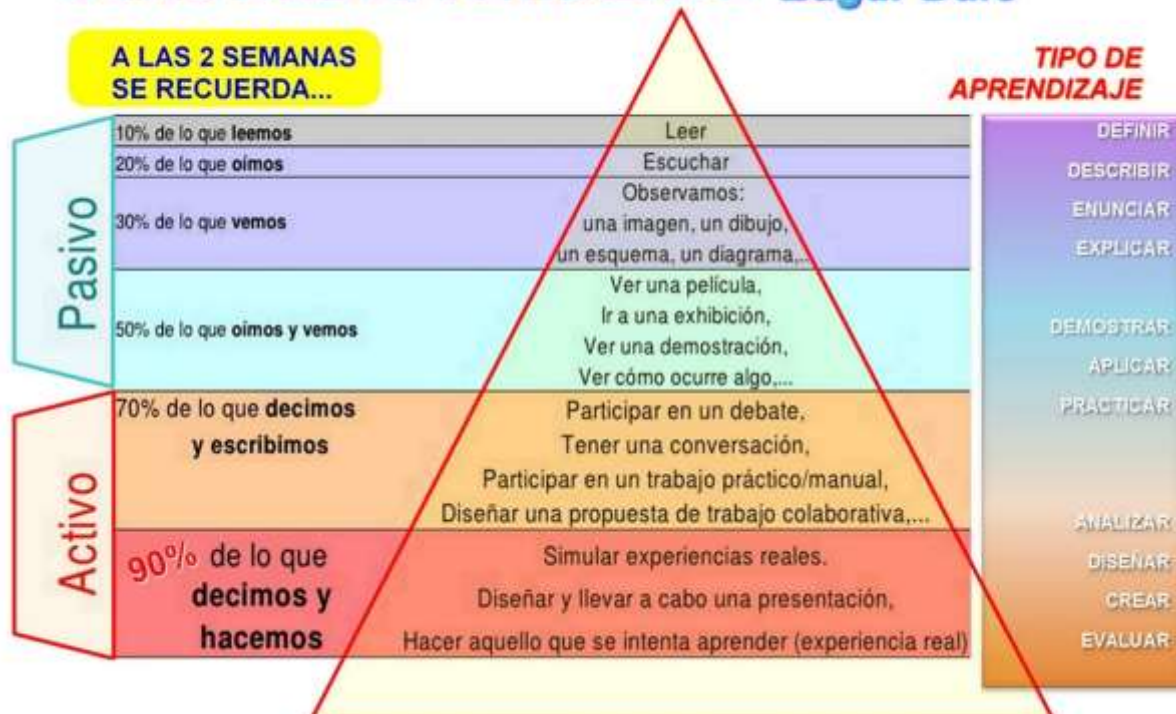 Edgar Dale
A LAS 2 SEMANAS
SE RECUERDA...
TIPO DE
APRENDIZAJE
Pasivo
10% de lo que leemos
Leer
20% de lo que oimos
Escuchar
30% de lo que vemos
Observamos:
una imagen, un dibujo,
un esquema, un diagrama,...
50% de lo que oimos y vemos
Ver una película,
Ir a una exhibición,
Ver una demostración,
Ver cómo ocurre algo,...
Activo
70% de lo que decimos
y escribimos
Participar en un debate,
Tener una conversación,
Participar en un trabajo práctico/manual,
Diseñar una propuesta de trabajo colaborativa,...
90% de lo que
decimos y
hacemos
Simular experiencias reales.
Diseñar y llevar a cabo una presentación,
Hacer aquello que se intenta aprender (experiencia real)
DEFINIR
DESCRIBIR
ENUNCIAR
EXPLICAR
DEMOSTRAR
APLICAR
PRACTICAR
ANALIZAR
DISEÑAR
CREAR
EVALUAR